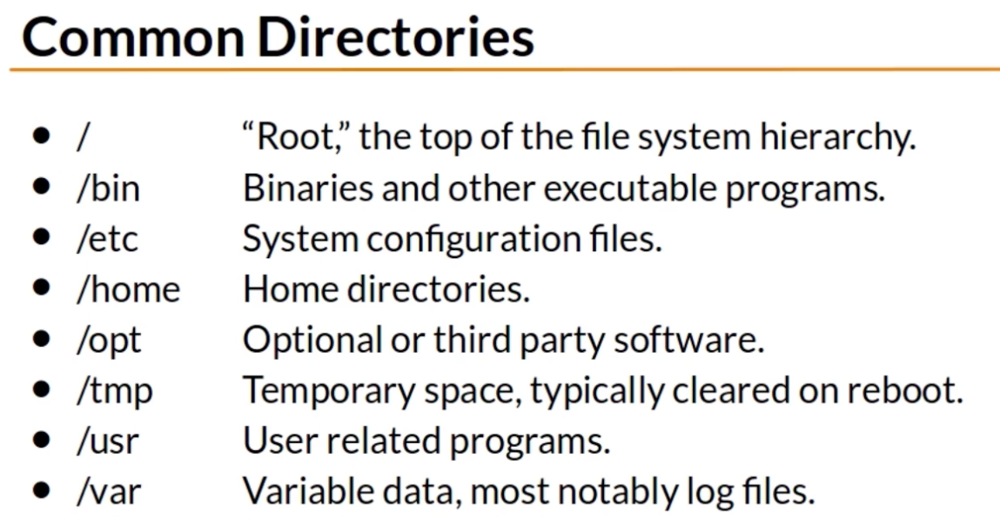 Common Directories
● / “Root,” the top of the file system hierarchy.
● /bin Binaries and other executable programs.
● /etc System configuration files.
● /home Home directories.
● /opt Optional or third party software.
● /tmp Temporary space, typically cleared on reboot.
● /usr User related programs.
● /var Variable data, most notably log files.